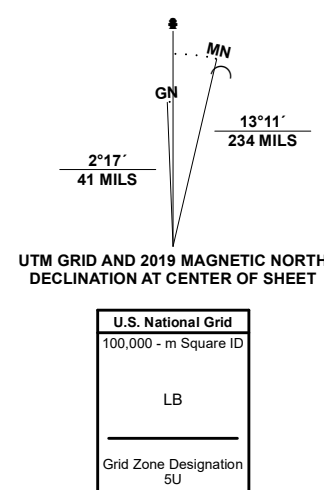 MN
GN
13°11´
234 MILS
2°17´
41 MILS
UTM GRID AND 2019 MAGNETIC NORTH
DECLINATION AT CENTER OF SHEET
U.S. National Grid
100,000 - m Square ID
LB
Grid Zone Designation
5U